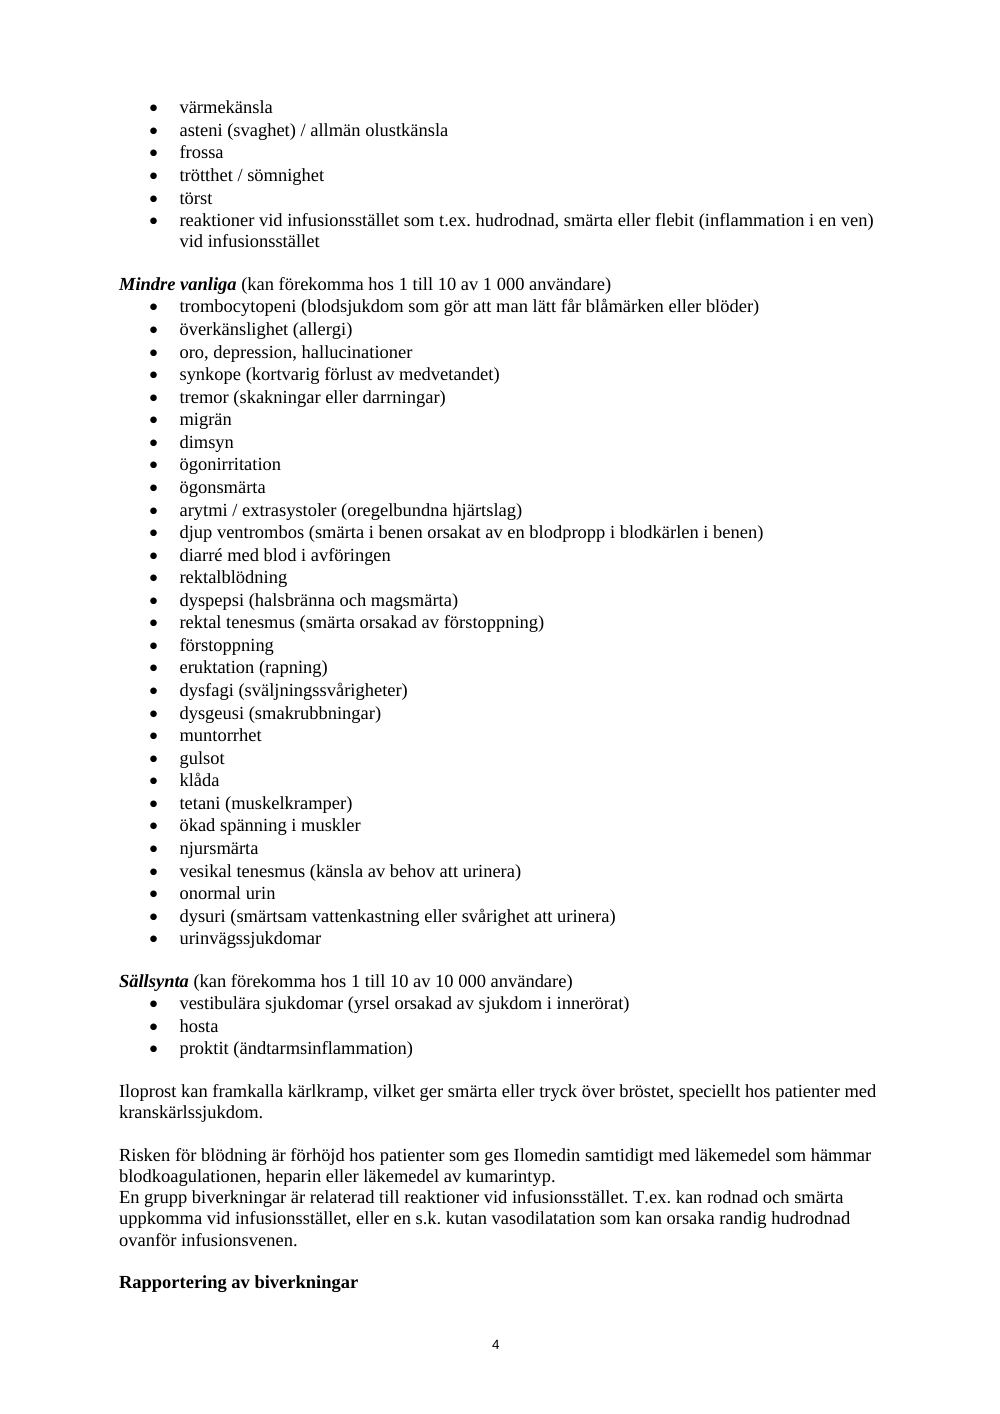 • värmekänsla
• asteni (svaghet) / allmän olustkänsla
• frossa
• trötthet / sömnighet
• törst
• reaktioner vid infusionsstället som t.ex. hudrodnad, smärta eller flebit (inflammation i en ven)
vid infusionsstället
Mindre vanliga (kan förekomma hos 1 till 10 av 1 000 användare)
• trombocytopeni (blodsjukdom som gör att man lätt får blåmärken eller blöder)
• överkänslighet (allergi)
• oro, depression, hallucinationer
• synkope (kortvarig förlust av medvetandet)
• tremor (skakningar eller darrningar)
• migrän
• dimsyn
• ögonirritation
• ögonsmärta
• arytmi / extrasystoler (oregelbundna hjärtslag)
• djup ventrombos (smärta i benen orsakat av en blodpropp i blodkärlen i benen)
• diarré med blod i avföringen
• rektalblödning
• dyspepsi (halsbränna och magsmärta)
• rektal tenesmus (smärta orsakad av förstoppning)
• förstoppning
• eruktation (rapning)
• dysfagi (sväljningssvårigheter)
• dysgeusi (smakrubbningar)
• muntorrhet
• gulsot
• klåda
• tetani (muskelkramper)
• ökad spänning i muskler
• njursmärta
• vesikal tenesmus (känsla av behov att urinera)
• onormal urin
• dysuri (smärtsam vattenkastning eller svårighet att urinera)
• urinvägssjukdomar
Sällsynta (kan förekomma hos 1 till 10 av 10 000 användare)
• vestibulära sjukdomar (yrsel orsakad av sjukdom i innerörat)
• hosta
• proktit (ändtarmsinflammation)
Iloprost kan framkalla kärlkramp, vilket ger smärta eller tryck över bröstet, speciellt hos patienter med
kranskärlssjukdom.
Risken för blödning är förhöjd hos patienter som ges Ilomedin samtidigt med läkemedel som hämmar
blodkoagulationen, heparin eller läkemedel av kumarintyp.
En grupp biverkningar är relaterad till reaktioner vid infusionsstället. T.ex. kan rodnad och smärta
uppkomma vid infusionsstället, eller en s.k. kutan vasodilatation som kan orsaka randig hudrodnad
ovanför infusionsvenen.
Rapportering av biverkningar
4